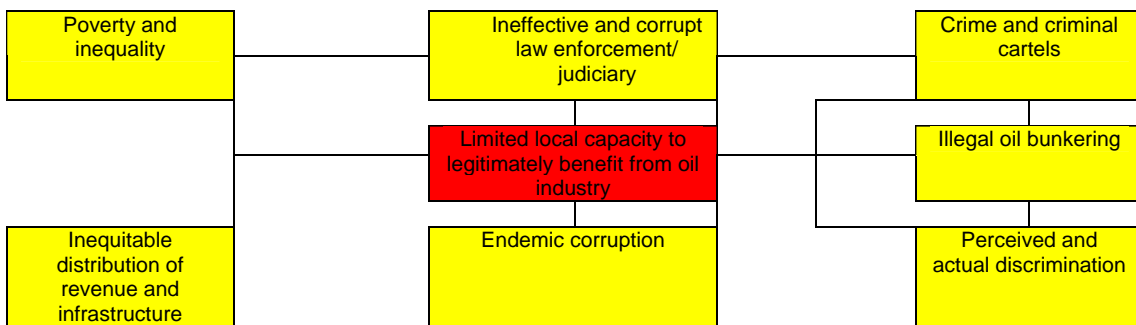 Poverty and
inequality
Ineffective and corrupt
law enforcement/
judiciary
Crime and criminal
cartels
Limited local capacity to
legitimately benefit from oil
industry
Illegal oil bunkering
Inequitable
distribution of
revenue and
infrastructure
Endemic corruption
Perceived and
actual discrimination